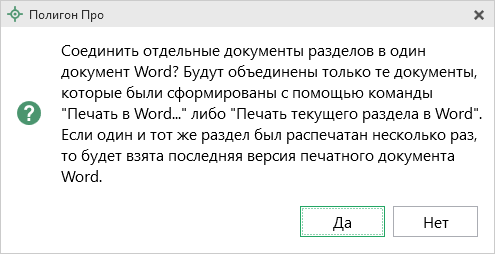 Полигон Про
Соединить отдельные документы разделов в один
документ Word? Будут объединены только те документы,
которые были сформированы с помощью команды
"Печать в Word..." либо "Печать текущего раздела в Word".
Если один и тот же раздел был распечатан несколько раз,
то будет взята последняя версия печатного документа
Word.
Да
Нет